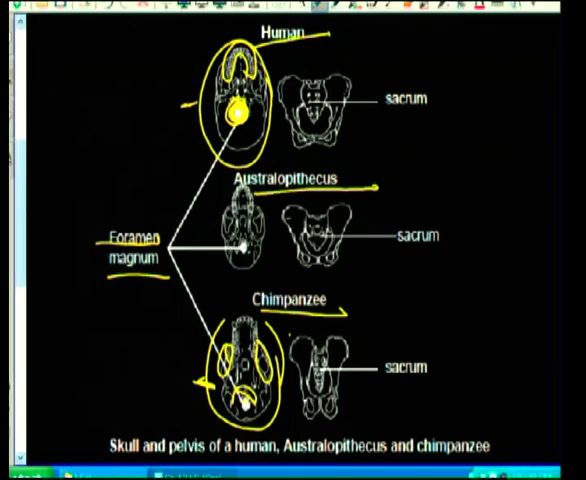 Human
sacrum
Australopithecus
sacrum
Foramen
magnum
Chimpanzee
sacrum
Skull and pelvis of a human, Australopithecus and chimpanzee